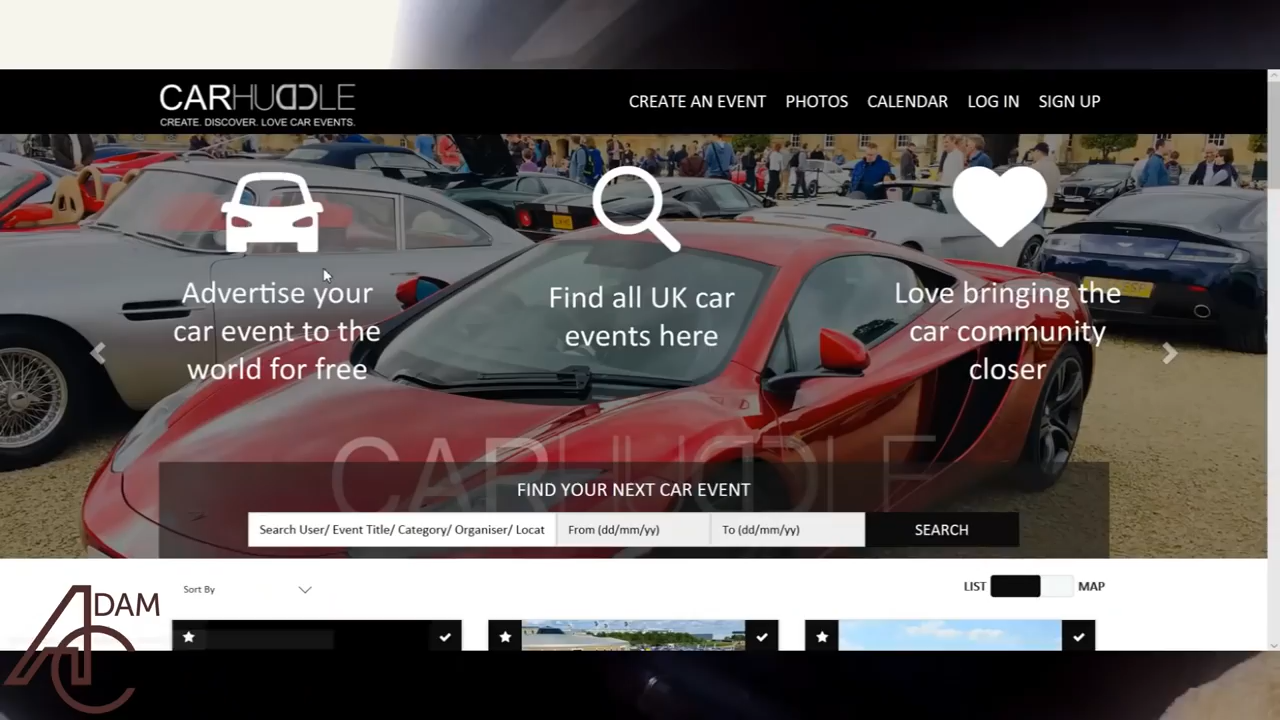 CARHUDDLE
CREATE. DISCOVER. LOVE CAR EVENTS.
CREATE AN EVENT
PHOTOS
CALENDAR
LOG IN
SIGN UP
Advertise your
car event to the
world for free
Find all UK car
events here
Love bringing the
car community
closer
CARHUDDLE
FIND YOUR NEXT CAR EVENT
Search User/ Event Title/ Category/ Organiser/ Locat
From (dd/mm/yy)
To (dd/mm/yy)
SEARCH
Sort By
LIST
MAP
ADAM
C